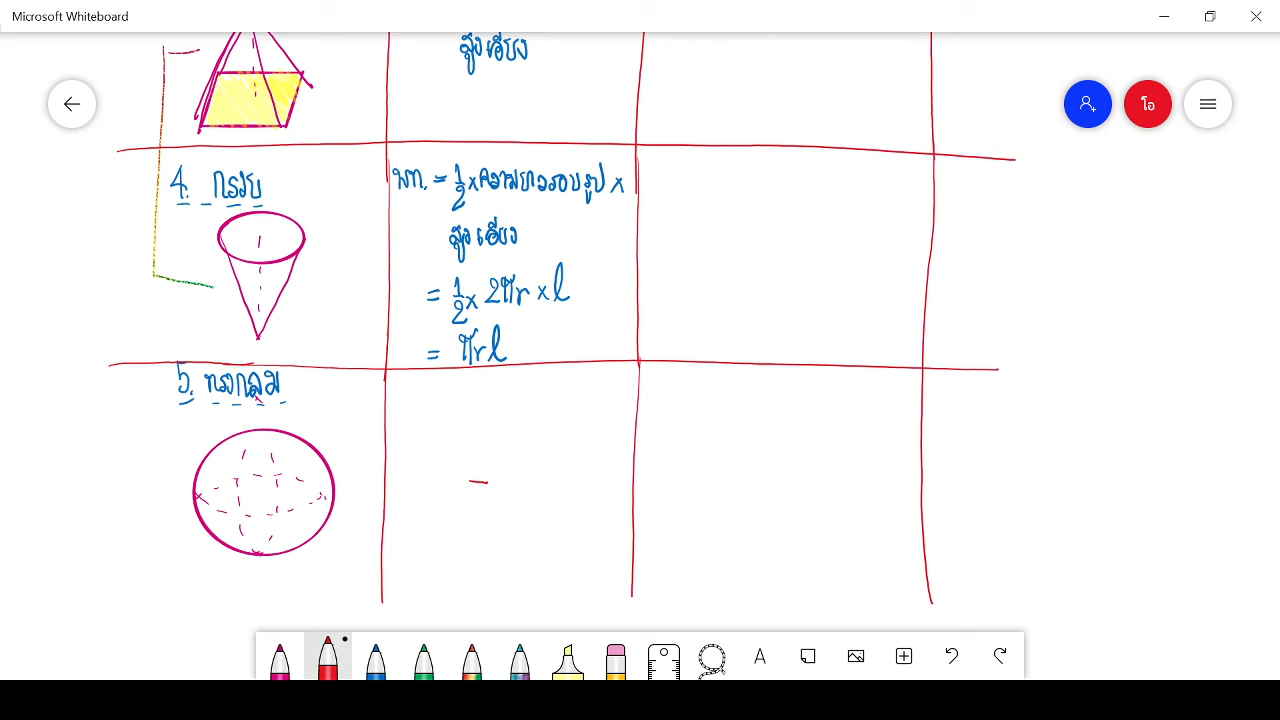 Microsoft Whiteboard
สูงเอียง
โอ
4. กรวย
พท. = 1/2 × ความยาวรอบรูป ×
สูงเอียง
= 1/2 × 2πr × l
= πrl
5. ทรงกลม
–
A